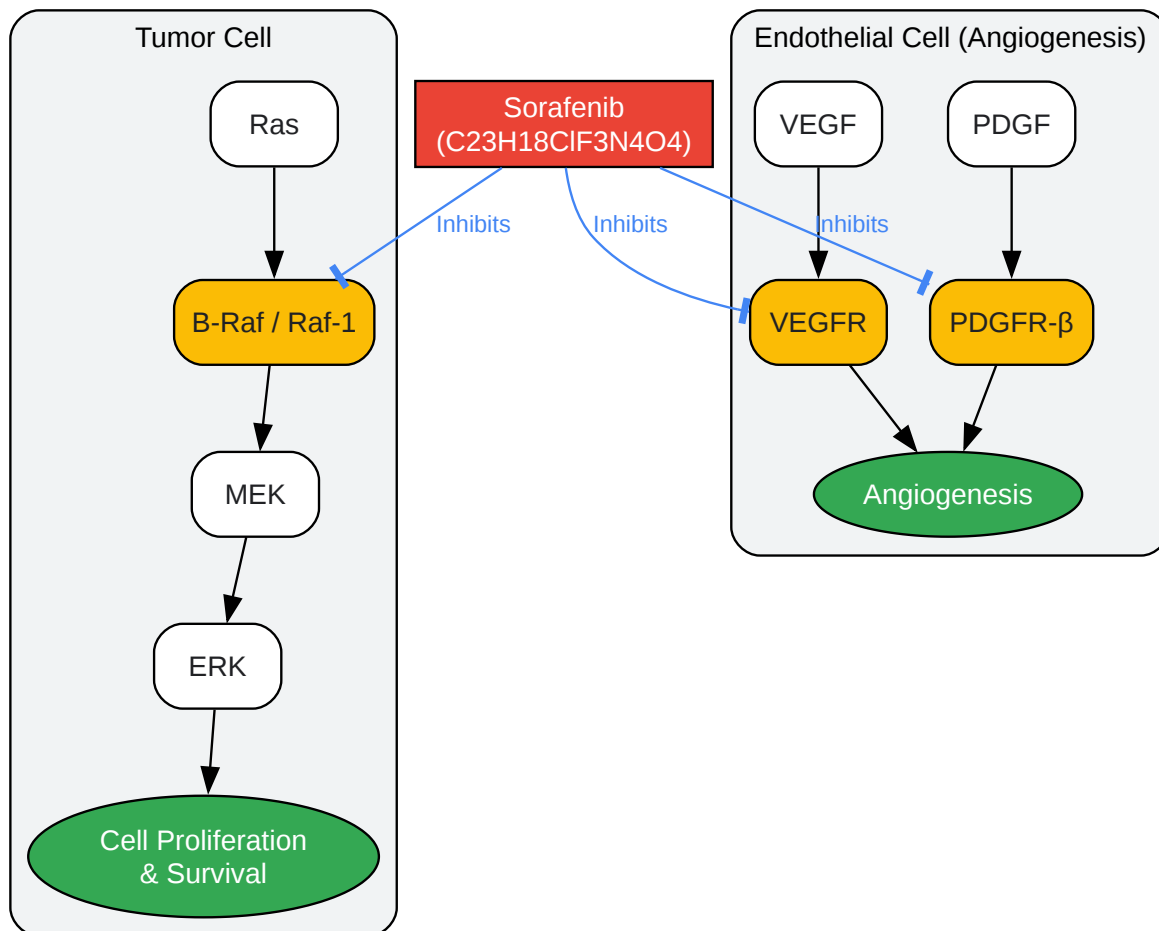 Tumor Cell
Endothelial Cell (Angiogenesis)
Ras
Sorafenib
(C23H18ClF3N4O4)
VEGF
PDGF
Inhibits
Inhibits
Inhibits
B-Raf / Raf-1
VEGFR
PDGFR-β
MEK
Angiogenesis
ERK
Cell Proliferation
& Survival